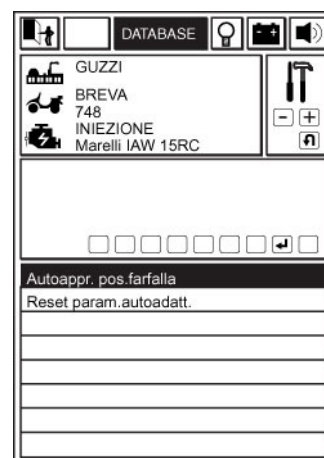 DATABASE
GUZZI
BREVA
748
INIEZIONE
Marelli IAW 15RC
Autoappr. pos.farfalla
Reset param.autoadatt.